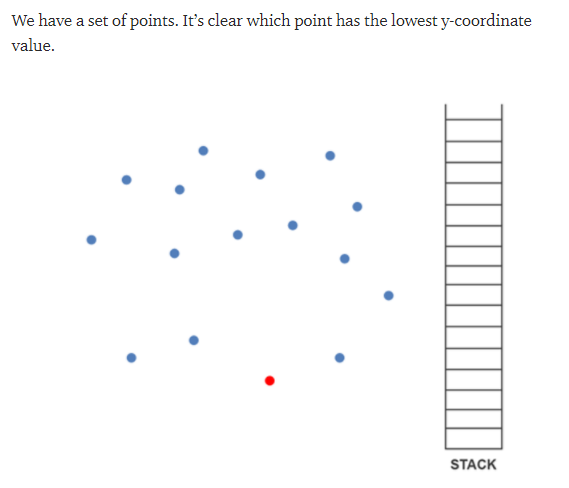 We have a set of points. It’s clear which point has the lowest y-coordinate
value.
STACK